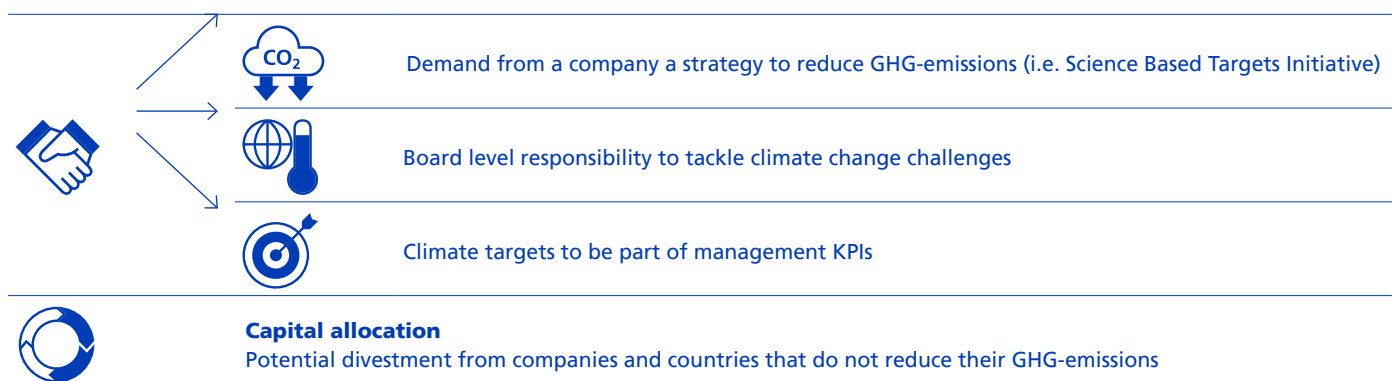 CO₂
Demand from a company a strategy to reduce GHG-emissions (i.e. Science Based Targets Initiative)
Board level responsibility to tackle climate change challenges
Climate targets to be part of management KPIs
Capital allocation
Potential divestment from companies and countries that do not reduce their GHG-emissions